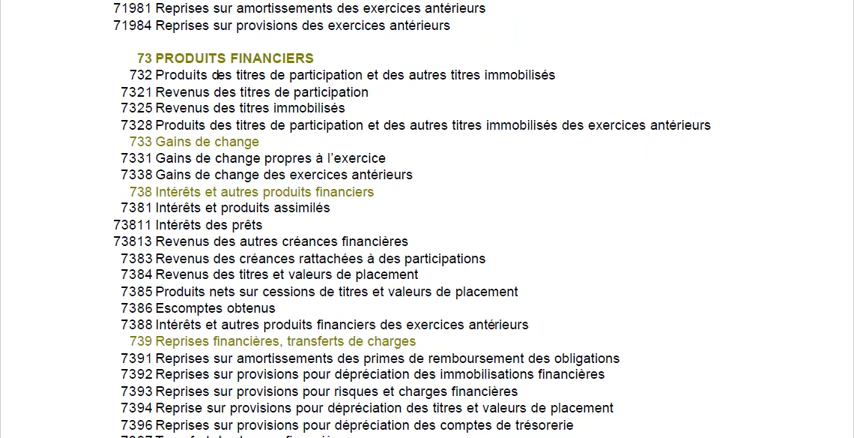 71981 Reprises sur amortissements des exercices antérieurs
71984 Reprises sur provisions des exercices antérieurs
73 PRODUITS FINANCIERS
732 Produits des titres de participation et des autres titres immobilisés
7321 Revenus des titres de participation
7325 Revenus des titres immobilisés
7328 Produits des titres de participation et des autres titres immobilisés des exercices antérieurs
733 Gains de change
7331 Gains de change propres à l'exercice
7338 Gains de change des exercices antérieurs
738 Intérêts et autres produits financiers
7381 Intérêts et produits assimilés
73811 Intérêts des prêts
73813 Revenus des autres créances financières
7383 Revenus des créances rattachées à des participations
7384 Revenus des titres et valeurs de placement
7385 Produits nets sur cessions de titres et valeurs de placement
7386 Escomptes obtenus
7388 Intérêts et autres produits financiers des exercices antérieurs
739 Reprises financières, transferts de charges
7391 Reprises sur amortissements des primes de remboursement des obligations
7392 Reprises sur provisions pour dépréciation des immobilisations financières
7393 Reprises sur provisions pour risques et charges financières
7394 Reprise sur provisions pour dépréciation des titres et valeurs de placement
7396 Reprises sur provisions pour dépréciation des comptes de trésorerie